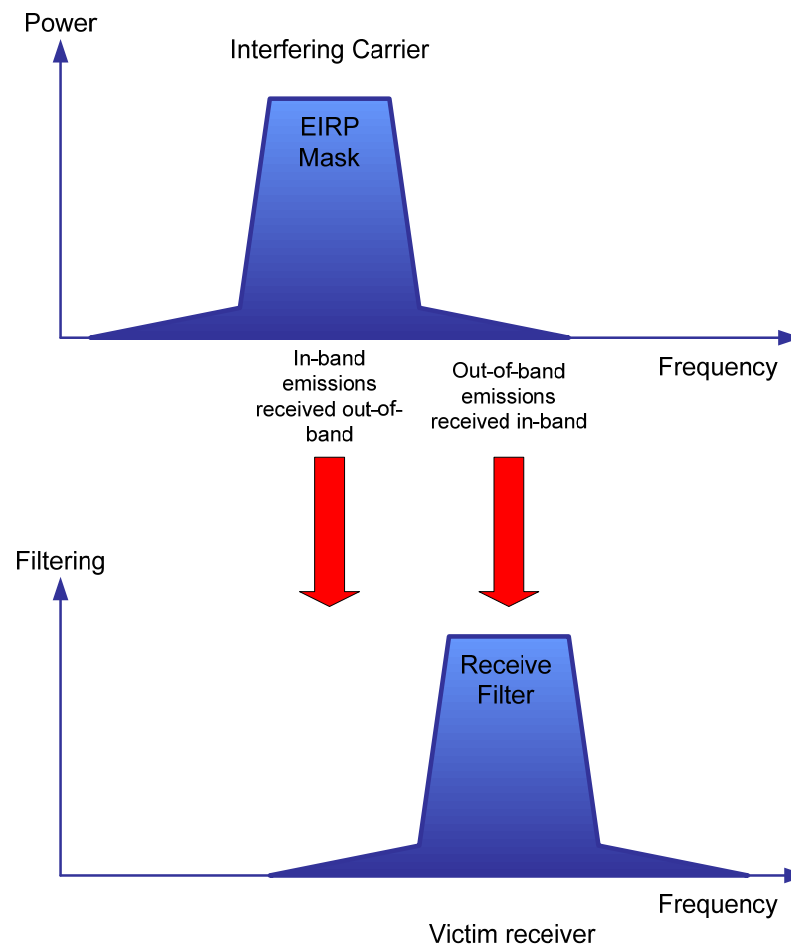 Power
Interfering Carrier
EIRP
Mask
Frequency
In-band
emissions
received out-of-
band
Out-of-band
emissions
received in-band
Filtering
Receive
Filter
Frequency
Victim receiver